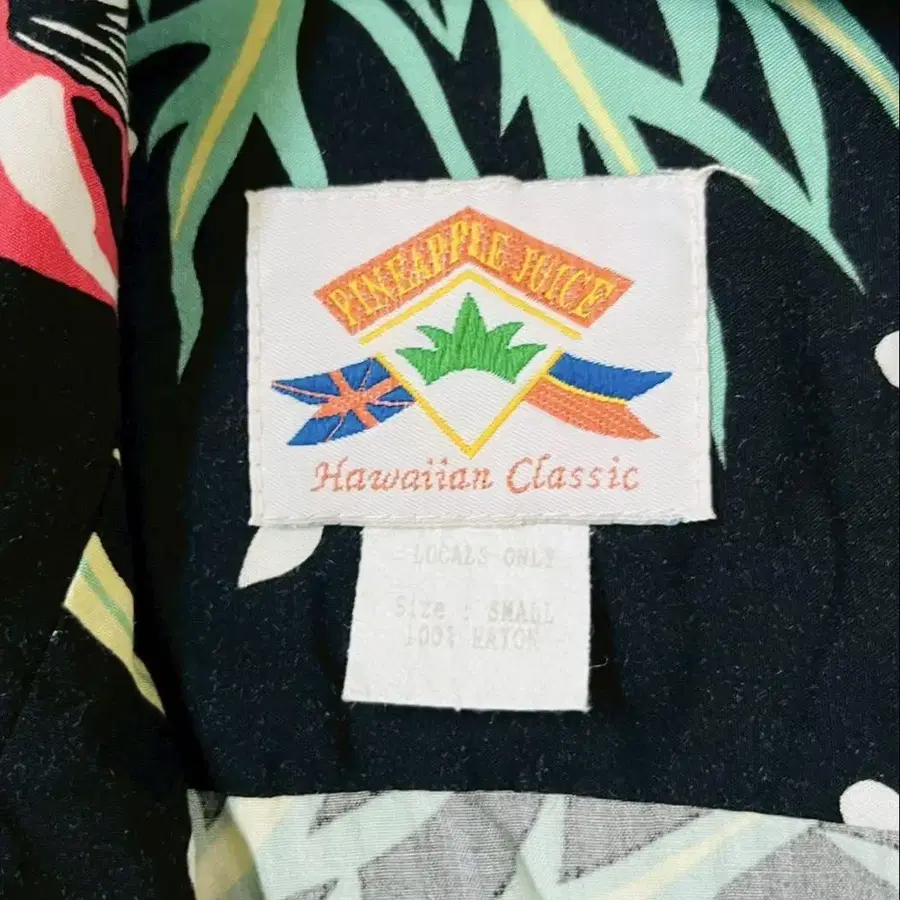 PINEAPPLE JUICE
Hawaiian Classic
LOCALS ONLY
Size : SMALL
100% RAYON